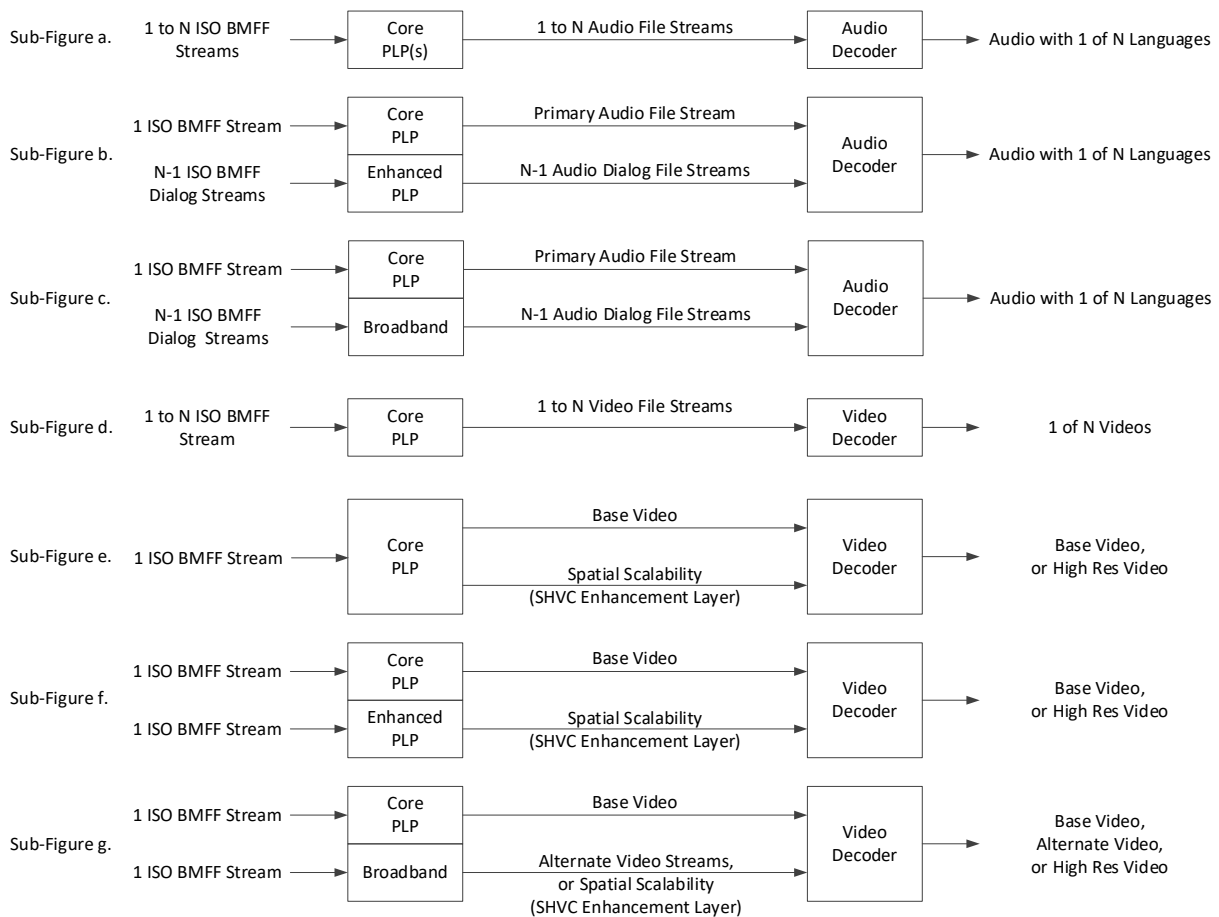 Sub-Figure a.
1 to N ISO BMFF
Streams
Core
PLP(s)
1 to N Audio File Streams
Audio
Decoder
Audio with 1 of N Languages
Sub-Figure b.
1 ISO BMFF Stream
N-1 ISO BMFF
Dialog Streams
Core
PLP
Enhanced
PLP
Primary Audio File Stream
N-1 Audio Dialog File Streams
Audio
Decoder
Audio with 1 of N Languages
Sub-Figure c.
1 ISO BMFF Stream
N-1 ISO BMFF
Dialog Streams
Core
PLP
Broadband
Primary Audio File Stream
N-1 Audio Dialog File Streams
Audio
Decoder
Audio with 1 of N Languages
Sub-Figure d.
1 to N ISO BMFF
Stream
Core
PLP
1 to N Video File Streams
Video
Decoder
1 of N Videos
Sub-Figure e.
1 ISO BMFF Stream
Core
PLP
Base Video
Spatial Scalability
(SHVC Enhancement Layer)
Video
Decoder
Base Video,
or High Res Video
Sub-Figure f.
1 ISO BMFF Stream
1 ISO BMFF Stream
Core
PLP
Enhanced
PLP
Base Video
Spatial Scalability
(SHVC Enhancement Layer)
Video
Decoder
Base Video,
or High Res Video
Sub-Figure g.
1 ISO BMFF Stream
1 ISO BMFF Stream
Core
PLP
Broadband
Base Video
Alternate Video Streams,
or Spatial Scalability
(SHVC Enhancement Layer)
Video
Decoder
Base Video,
Alternate Video,
or High Res Video